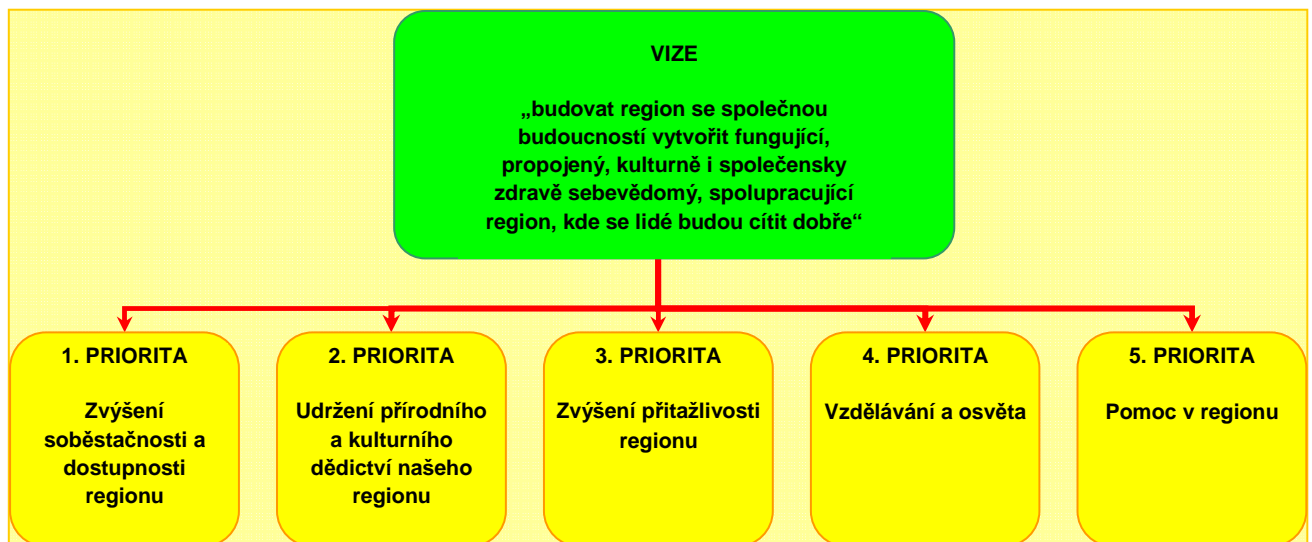 VIZE
„budovat region se společnou
budoucností vytvořit fungující,
propojený, kulturně i společensky
zdravě sebevědomý, spolupracující
region, kde se lidé budou cítit dobře“
1. PRIORITA
Zvýšení
soběstačnosti a
dostupnosti
regionu
2. PRIORITA
Udržení přírodního
a kulturního
dědictví našeho
regionu
3. PRIORITA
Zvýšení přitažlivosti
regionu
4. PRIORITA
Vzdělávání a osvěta
5. PRIORITA
Pomoc v regionu